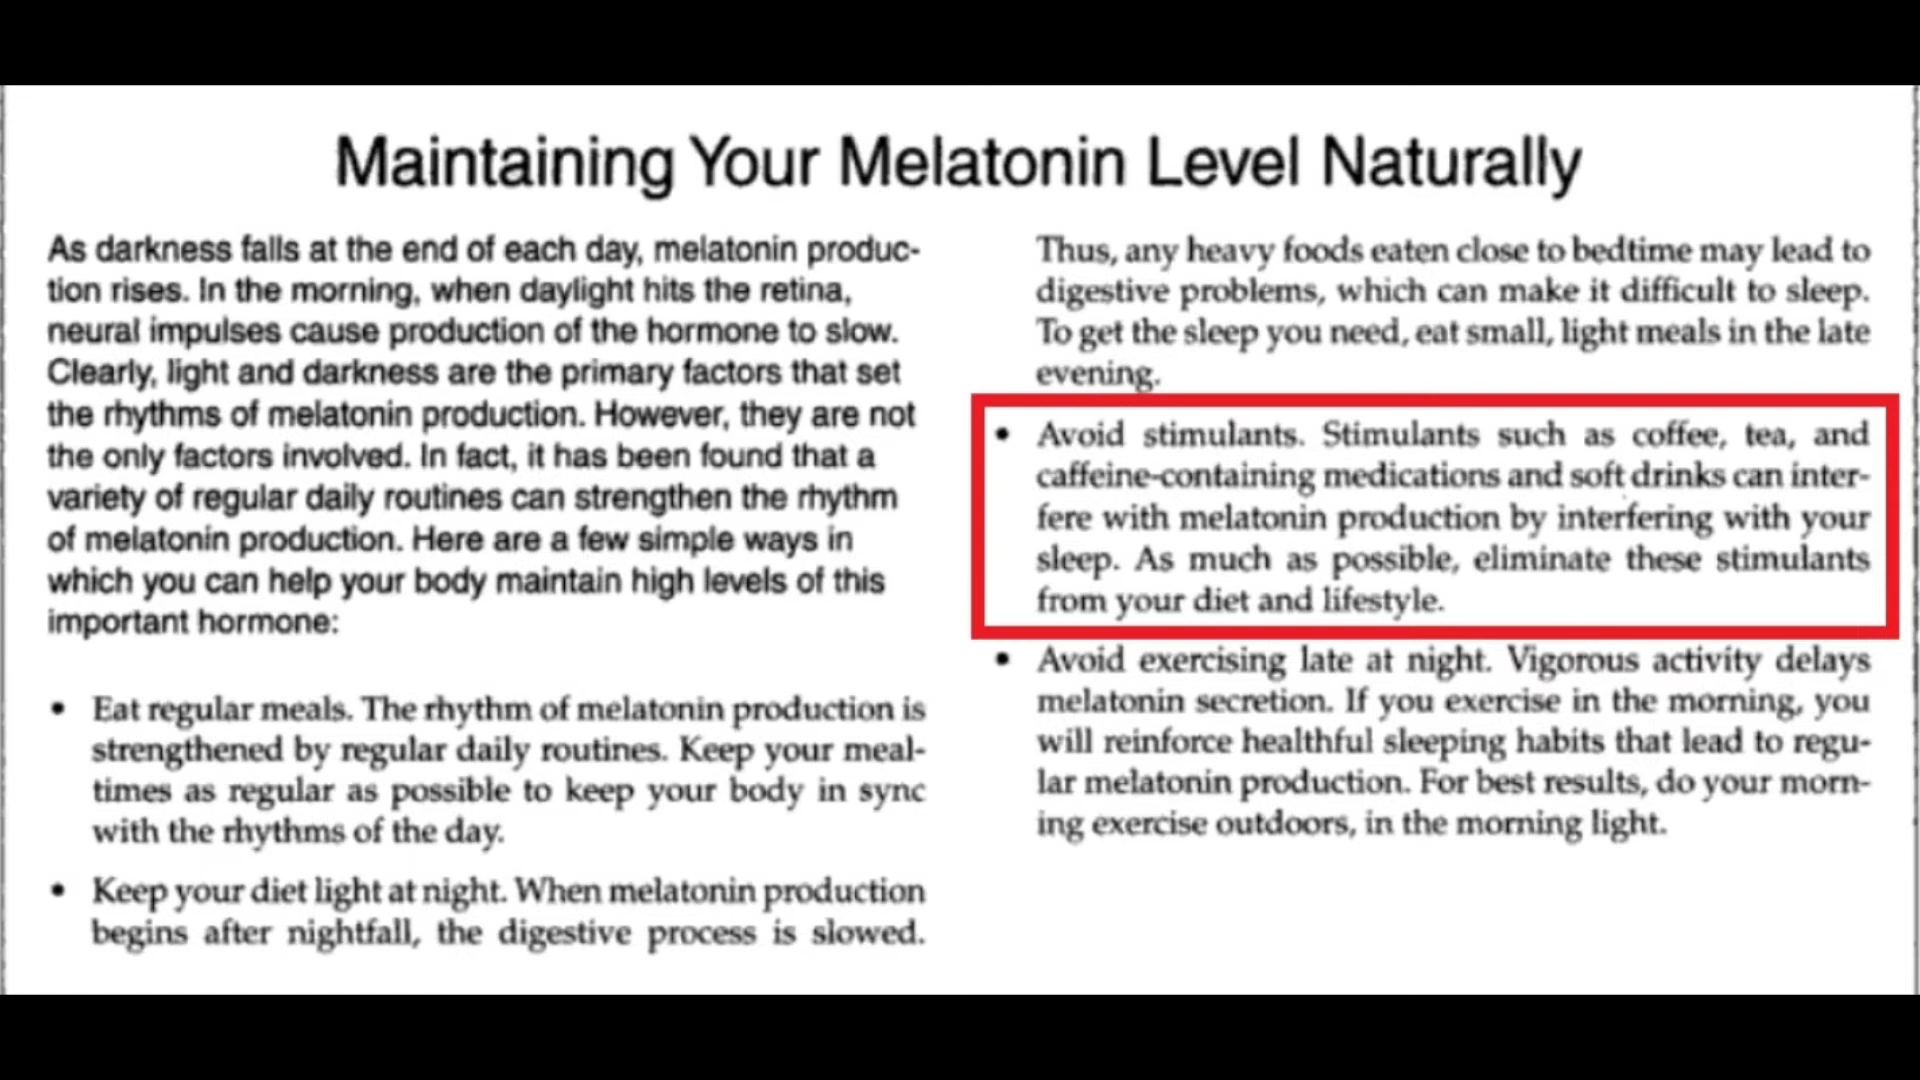 Maintaining Your Melatonin Level Naturally
As darkness falls at the end of each day, melatonin produc-
tion rises. In the morning, when daylight hits the retina,
neural impulses cause production of the hormone to slow.
Clearly, light and darkness are the primary factors that set
the rhythms of melatonin production. However, they are not
the only factors involved. In fact, it has been found that a
variety of regular daily routines can strengthen the rhythm
of melatonin production. Here are a few simple ways in
which you can help your body maintain high levels of this
important hormone:
• Eat regular meals. The rhythm of melatonin production is
strengthened by regular daily routines. Keep your meal-
times as regular as possible to keep your body in sync
with the rhythms of the day.
• Keep your diet light at night. When melatonin production
begins after nightfall, the digestive process is slowed.
Thus, any heavy foods eaten close to bedtime may lead to
digestive problems, which can make it difficult to sleep.
To get the sleep you need, eat small, light meals in the late
evening.
• Avoid stimulants. Stimulants such as coffee, tea, and
caffeine-containing medications and soft drinks can inter-
fere with melatonin production by interfering with your
sleep. As much as possible, eliminate these stimulants
from your diet and lifestyle.
• Avoid exercising late at night. Vigorous activity delays
melatonin secretion. If you exercise in the morning, you
will reinforce healthful sleeping habits that lead to regu-
lar melatonin production. For best results, do your morn-
ing exercise outdoors, in the morning light.